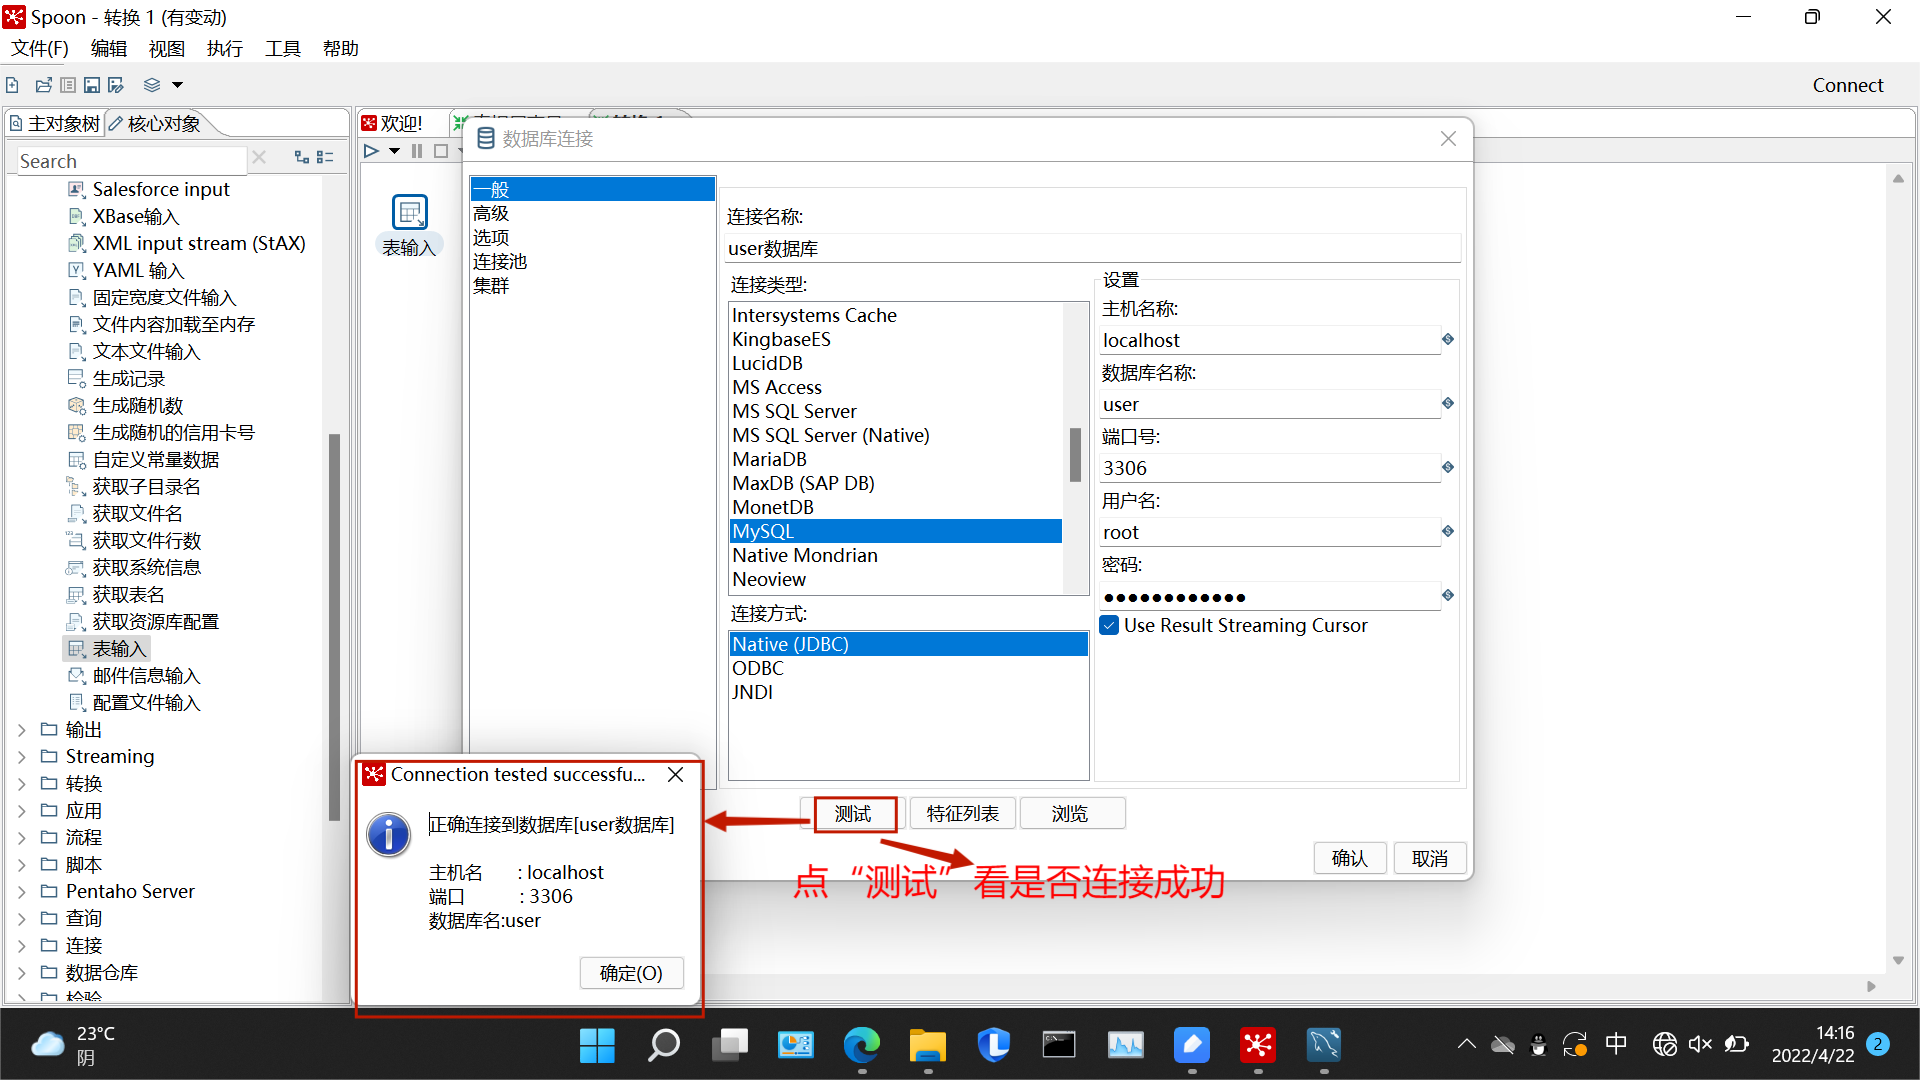 Spoon - 转换 1 (有变动)
文件(F) 编辑 视图 执行 工具 帮助
Connect
主对象树 核心对象
欢迎!
Search
Salesforce input
XBase输入
XML input stream (StAX)
YAML 输入
固定宽度文件输入
文件内容加载至内存
文本文件输入
生成记录
生成随机数
生成随机的信用卡号
自定义常量数据
获取子目录名
获取文件名
获取文件行数
获取系统信息
获取表名
获取资源库配置
表输入
邮件信息输入
配置文件输入
输出
Streaming
转换
应用
流程
脚本
Pentaho Server
查询
连接
数据仓库
检验
表输入
数据库连接
一般
高级
选项
连接池
集群
连接名称:
user数据库
连接类型:
Intersystems Cache
KingbaseES
LucidDB
MS Access
MS SQL Server
MS SQL Server (Native)
MariaDB
MaxDB (SAP DB)
MonetDB
MySQL
Native Mondrian
Neoview
连接方式:
Native (JDBC)
ODBC
JNDI
设置
主机名称:
localhost
数据库名称:
user
端口号:
3306
用户名:
root
密码:
●●●●●●●●●●●●
Use Result Streaming Cursor
测试 特征列表 浏览
确认 取消
点“测试”看是否连接成功
Connection tested successfu...
正确连接到数据库[user数据库]
主机名 : localhost
端口 : 3306
数据库名:user
确定(O)
23°C
阴
中
14:16
2022/4/22
2